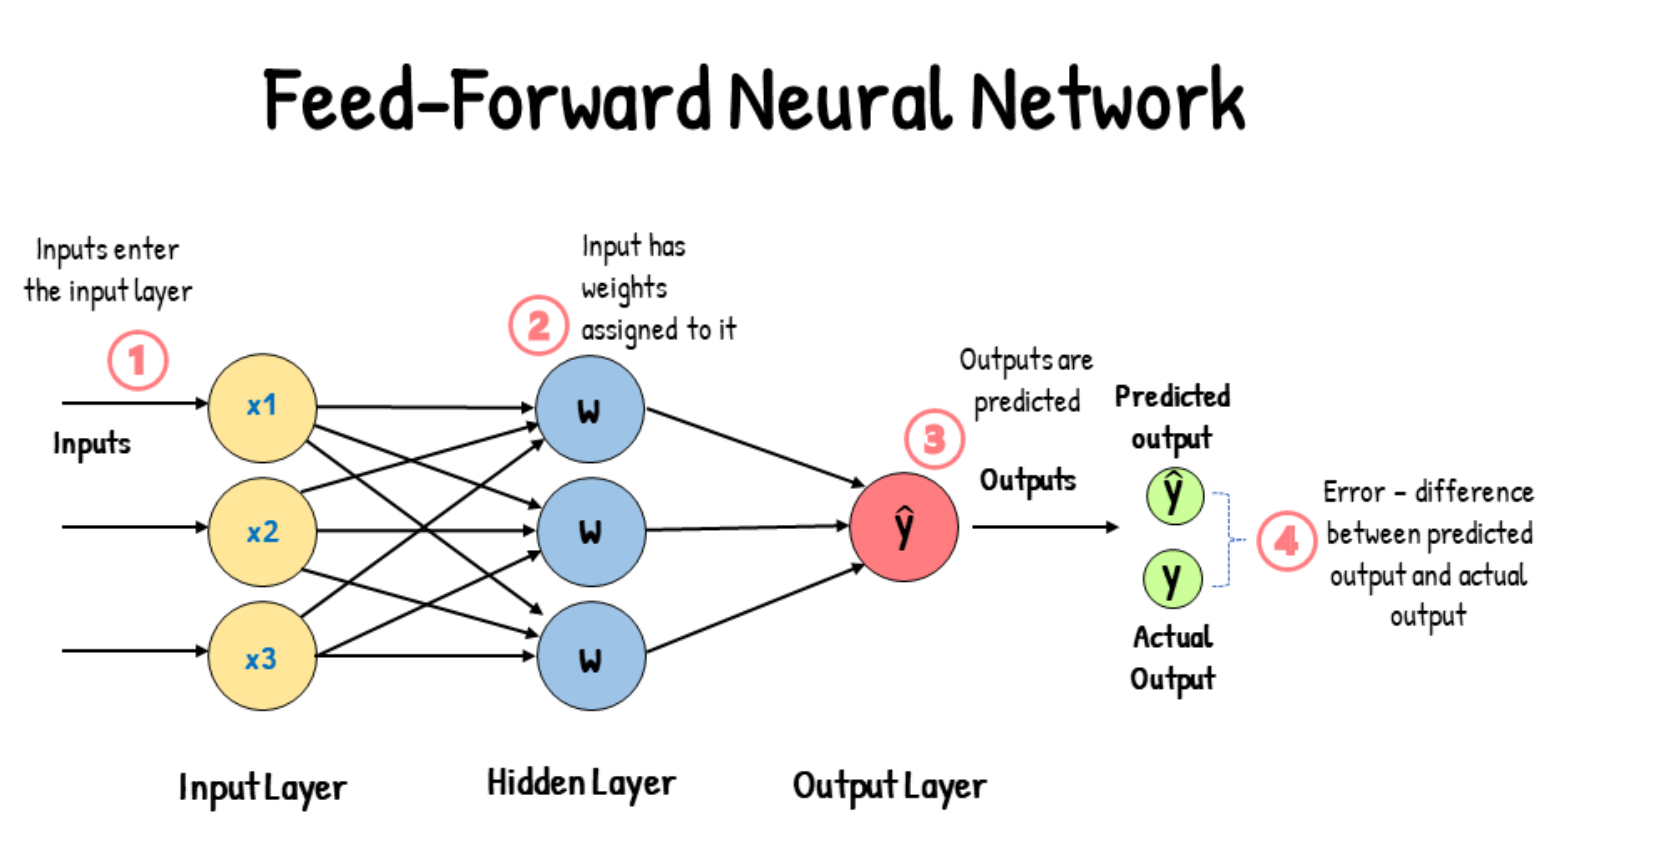 Feed-Forward Neural Network
Inputs enter
the input layer
1
Inputs
x1
x2
x3
Input Layer
2
Input has
weights
assigned to it
w
w
w
Hidden Layer
3
Outputs are
predicted
ŷ
Output Layer
Outputs
Predicted
output
ŷ
y
Actual
Output
4
Error - difference
between predicted
output and actual
output